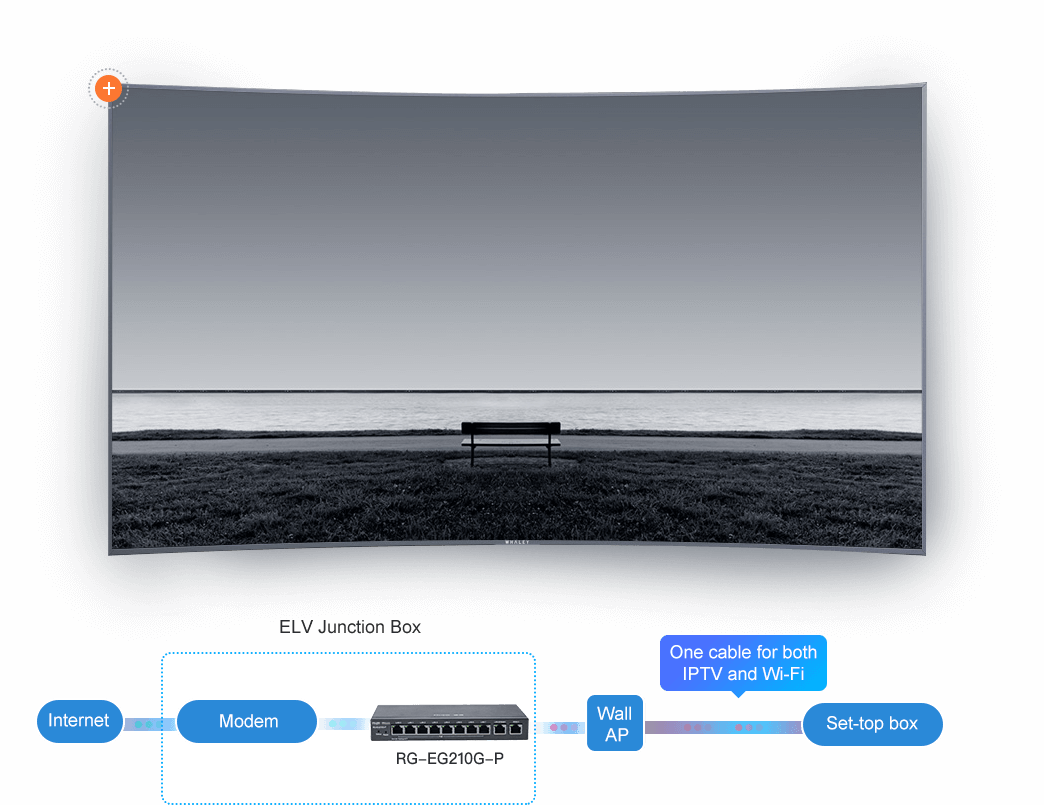 WHALEY
ELV Junction Box
One cable for both
IPTV and Wi-Fi
Internet
Modem
Wall
AP
Set-top box
RG-EG210G-P